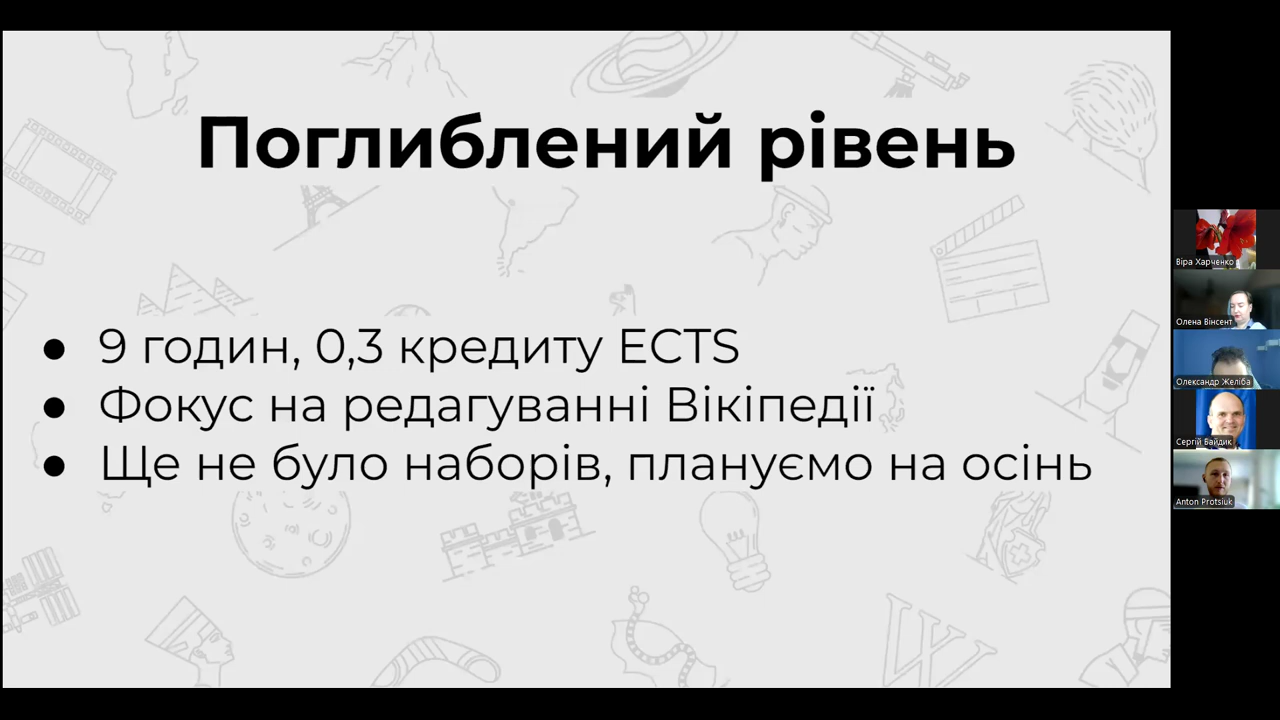 Поглиблений рівень
● 9 годин, 0,3 кредиту ECTS
● Фокус на редагуванні Вікіпедії
● Ще не було наборів, плануємо на осінь
Віра Харченко
Олена Вінсент
Олександр Желіба
Сергій Байдик
Anton Protsiuk